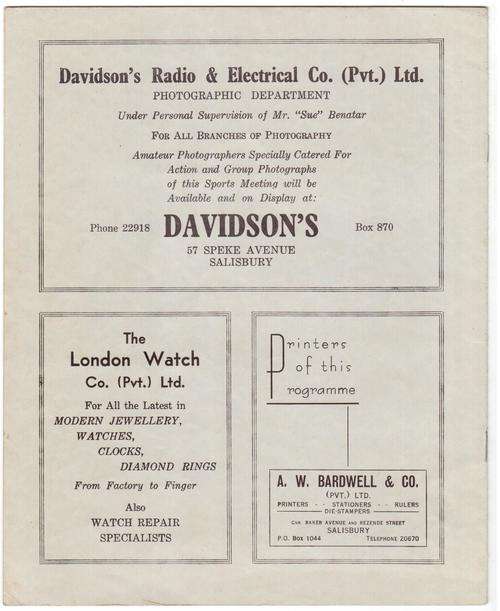 Davidson's Radio & Electrical Co. (Pvt.) Ltd.
PHOTOGRAPHIC DEPARTMENT
Under Personal Supervision of Mr. "Sue" Benatar
FOR ALL BRANCHES OF PHOTOGRAPHY
Amateur Photographers Specially Catered For
Action and Group Photographs
of this Sports Meeting will be
Available and on Display at:
Phone 22918 DAVIDSON'S Box 870
57 SPEKE AVENUE
SALISBURY
The
London Watch
Co. (Pvt.) Ltd.
For All the Latest in
MODERN JEWELLERY,
WATCHES,
CLOCKS,
DIAMOND RINGS
From Factory to Finger
Also
WATCH REPAIR
SPECIALISTS
Printers
of this
Programme
A. W. BARDWELL & CO.
(PVT.) LTD.
PRINTERS - - STATIONERS - - RULERS
DIE-STAMPERS
CNR. BAKER AVENUE AND REZENDE STREET
SALISBURY
P.O. Box 1044 TELEPHONE 20670